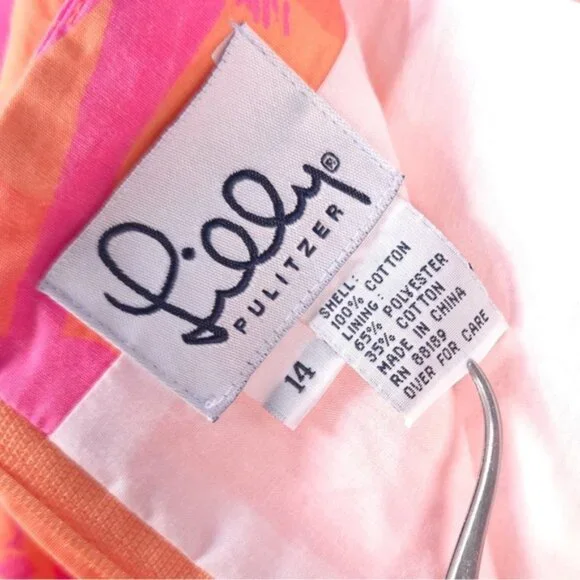 Lilly®
PULITZER
14
SHELL:
100% COTTON
LINING:
65% POLYESTER
35% COTTON
MADE IN CHINA
RN 88189
OVER FOR CARE